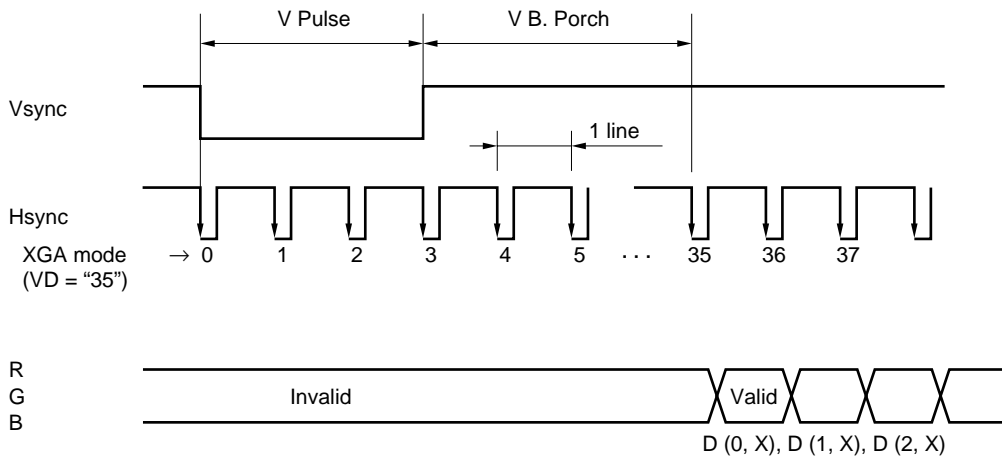 V Pulse V B. Porch
Vsync
1 line
Hsync
XGA mode → 0 1 2 3 4 5 ... 35 36 37
(VD = “35”)
R
G Invalid Valid
B
D (0, X), D (1, X), D (2, X)